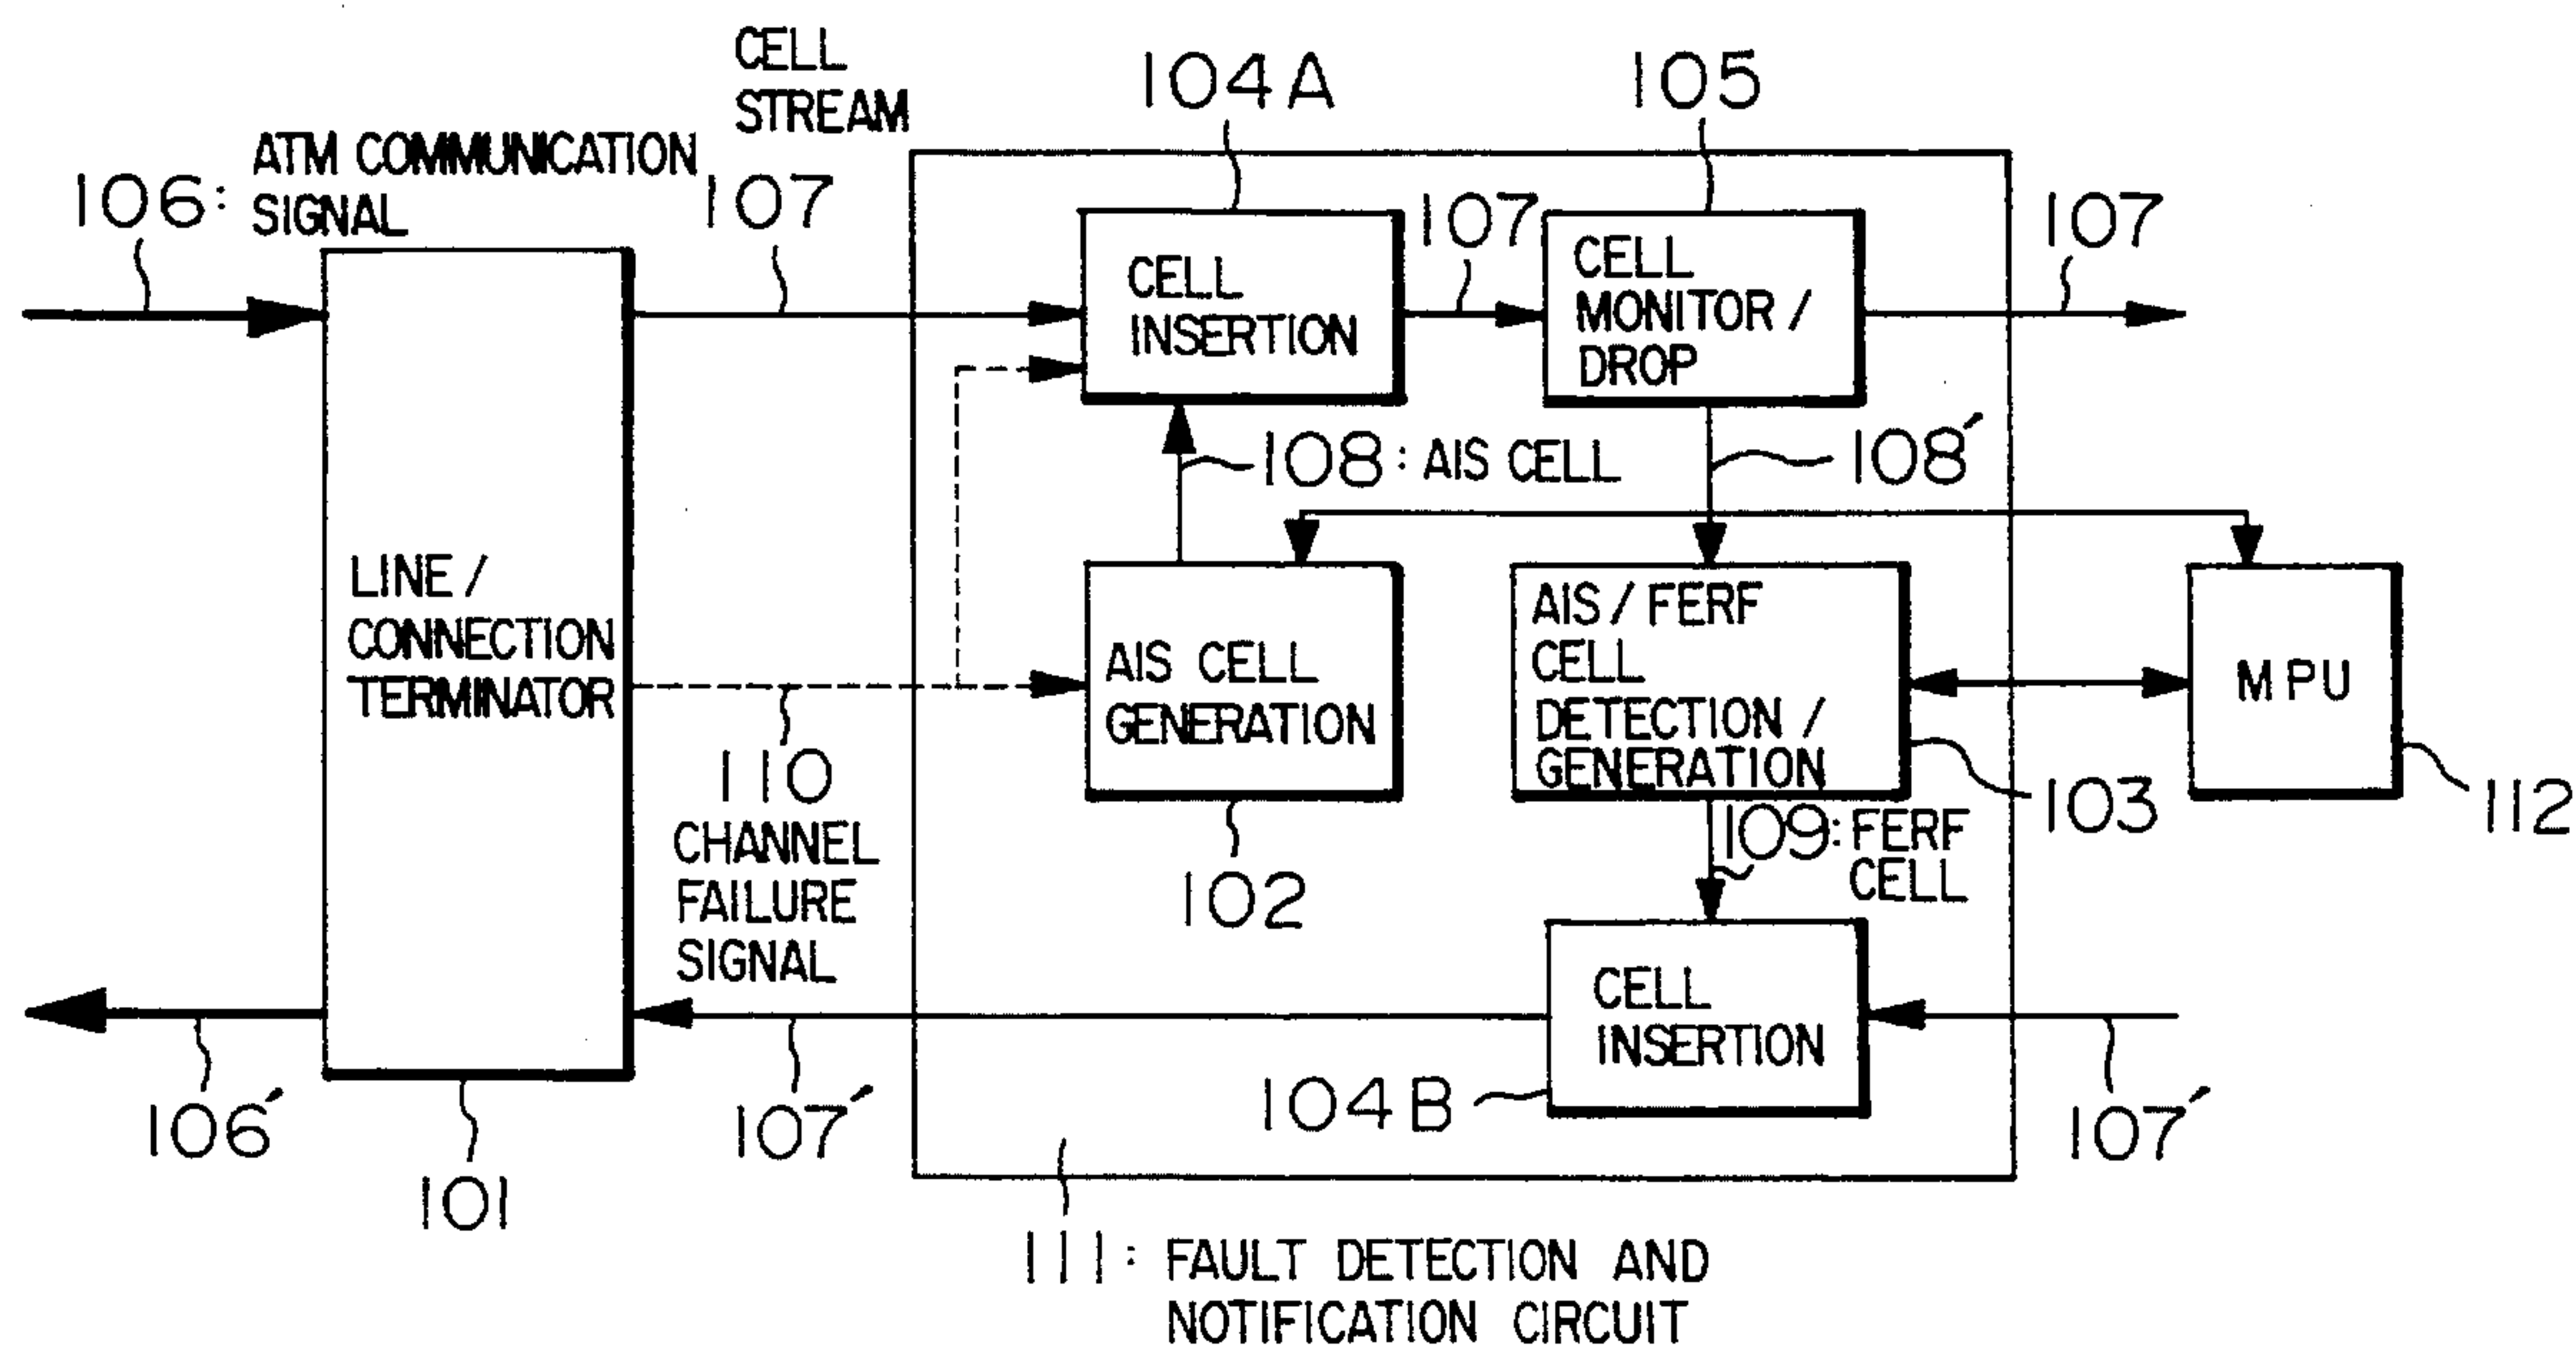 CELL
STREAM
104A
105
106: ATM COMMUNICATION
SIGNAL
107
107
107
CELL
INSERTION
CELL
MONITOR /
DROP
108: AIS CELL
108'
LINE /
CONNECTION
TERMINATOR
AIS CELL
GENERATION
AIS / FERF
CELL
DETECTION /
GENERATION
MPU
110
CHANNEL
FAILURE
SIGNAL
102
109: FERF
CELL
103
112
CELL
INSERTION
104B
106'
101
107'
107'
111: FAULT DETECTION AND
NOTIFICATION CIRCUIT